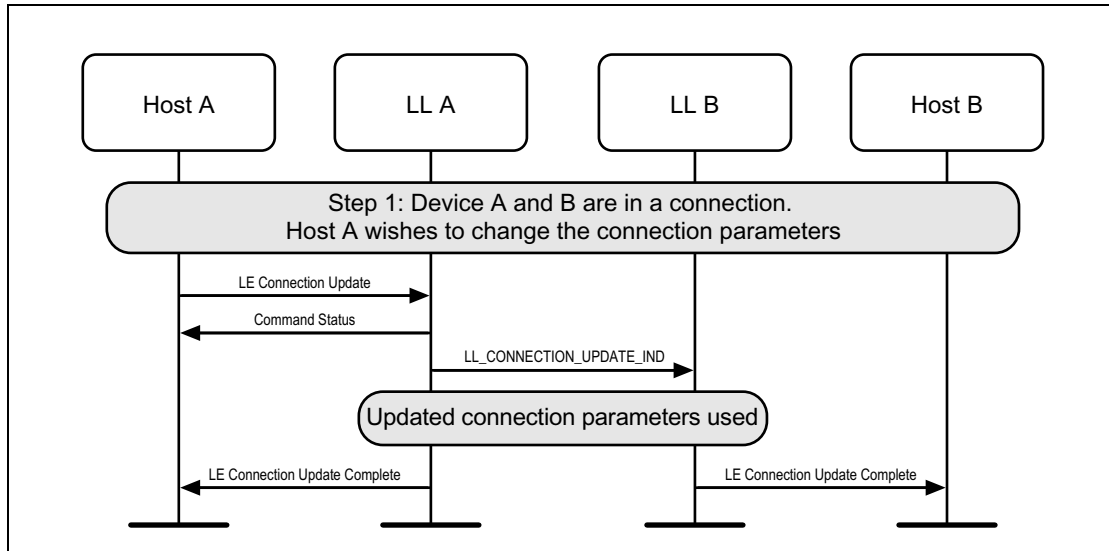 Host A
LL A
LL B
Host B
Step 1: Device A and B are in a connection.
Host A wishes to change the connection parameters
LE Connection Update
Command Status
LL_CONNECTION_UPDATE_IND
Updated connection parameters used
LE Connection Update Complete
LE Connection Update Complete